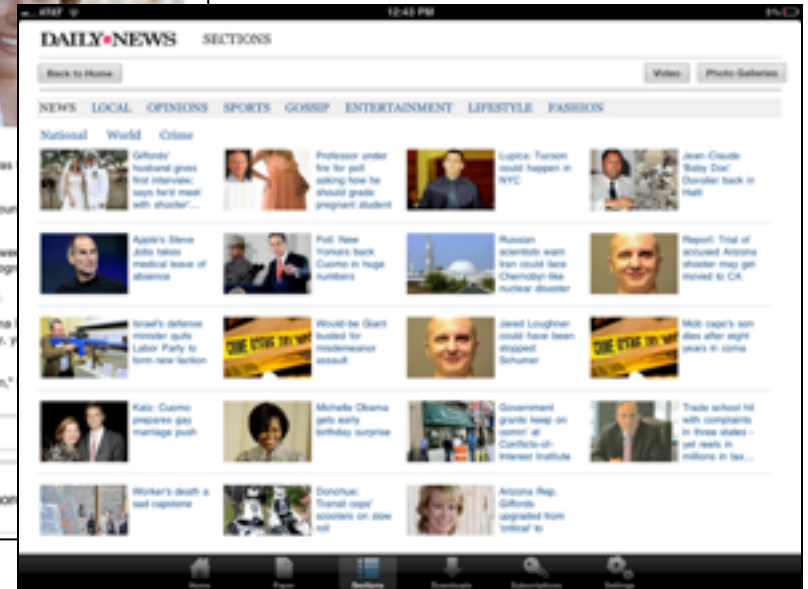 AT&T 12:43 PM
DAILY NEWS SECTIONS
Back to Home Video Photo Galleries
NEWS LOCAL OPINIONS SPORTS GOSSIP ENTERTAINMENT LIFESTYLE FASHION
National World Crime
Giffords'
husband gives
first interview;
says he'd meet
with shooter'...
Professor under
fire for poll
asking how he
should grade
pregnant student
Lupica: Tucson
could happen in
NYC
Jean-Claude
'Baby Doc'
Duvalier back in
Haiti
Apple's Steve
Jobs takes
medical leave of
absence
Poll: New
Yorkers back
Cuomo in huge
numbers
Russian
scientists warn
Iran could face
Chernobyl-like
nuclear disaster
Report: Trial of
accused Arizona
shooter may get
moved to CA
Israel's defense
minister quits
Labor Party to
form new faction
Would-be Giant
busted for
misdemeanor
assault
Jared Loughner
could have been
stopped:
Schumer
Mob capo's son
dies after eight
years in coma
Katz: Cuomo
prepares gay
marriage push
Michelle Obama
gets early
birthday surprise
Government
grants keep on
comin' at
Conflicts-of-
Interest Institute
Trade school hit
with complaints
in three states -
yet reels in
millions in tax...
Worker's death a
sad capstone
Donohue:
Transit cops'
scooters on slow
roll
Arizona Rep.
Giffords
upgraded from
'critical' to
Home Paper Sections Downloads Subscriptions Settings